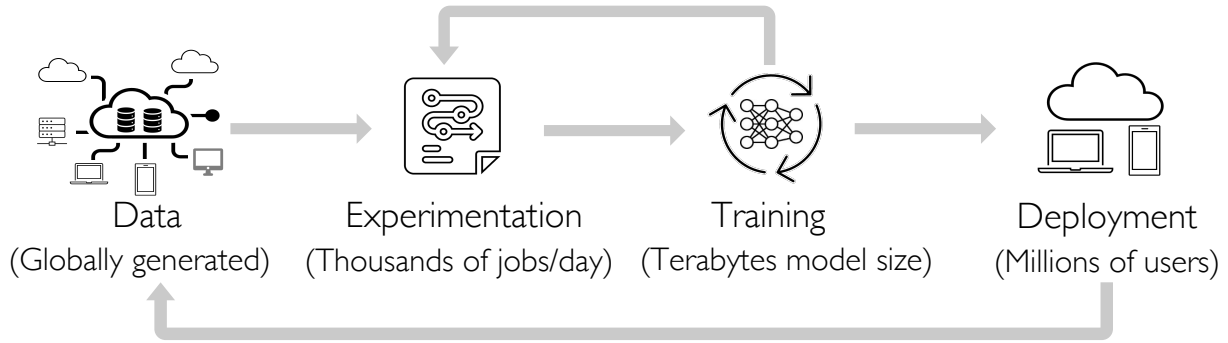 Data
(Globally generated)
Experimentation
(Thousands of jobs/day)
Training
(Terabytes model size)
Deployment
(Millions of users)